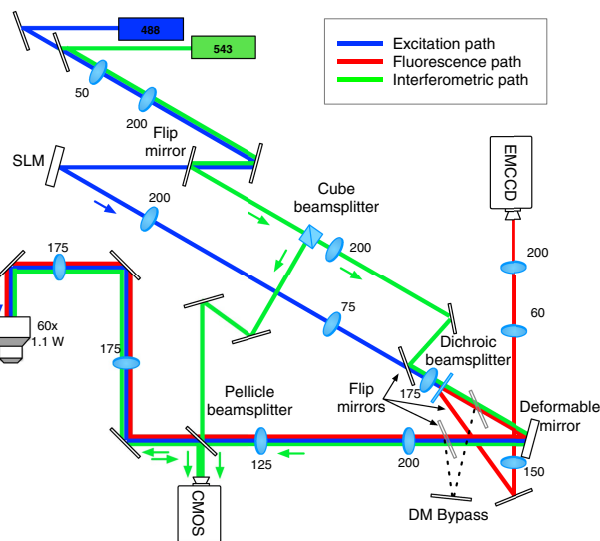 488
543
Excitation path
Fluorescence path
Interferometric path
50
200
Flip
mirror
SLM
EMCCD
Cube
beamsplitter
200
200
200
175
60
75
60x
1.1 W
175
Dichroic
beamsplitter
175
Flip
mirrors
Pellicle
beamsplitter
Deformable
mirror
125
200
150
CMOS
DM Bypass